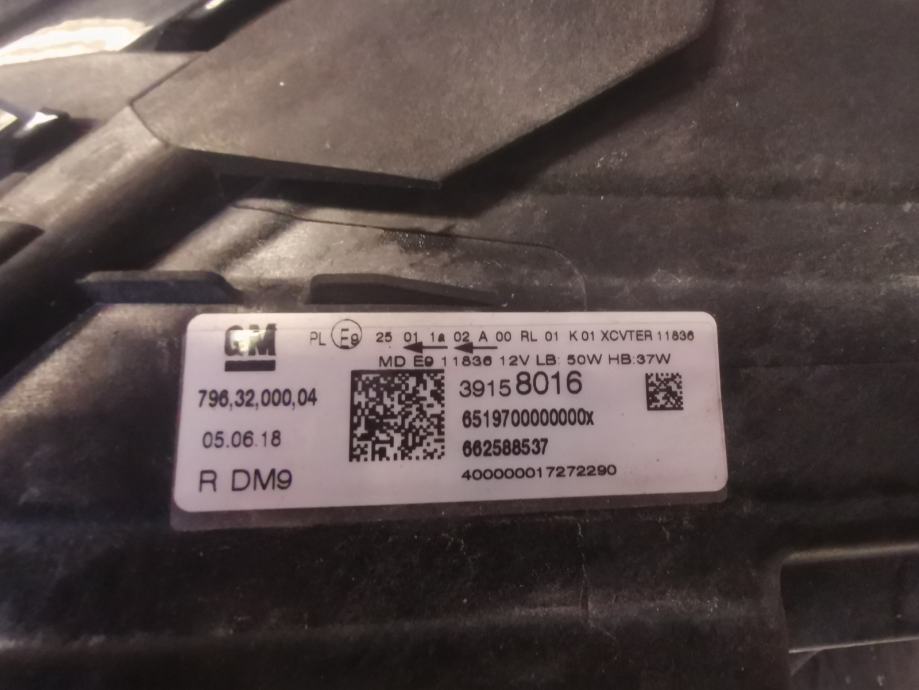 GM
PL E9 25 01 1a 02 A 00 RL 01 K 01 XCVTER 11836
MD E9 11836 12V LB: 50W HB:37W
796,32,000,04
39158016
6519700000000x
05.06.18
662588537
R DM9
400000017272290